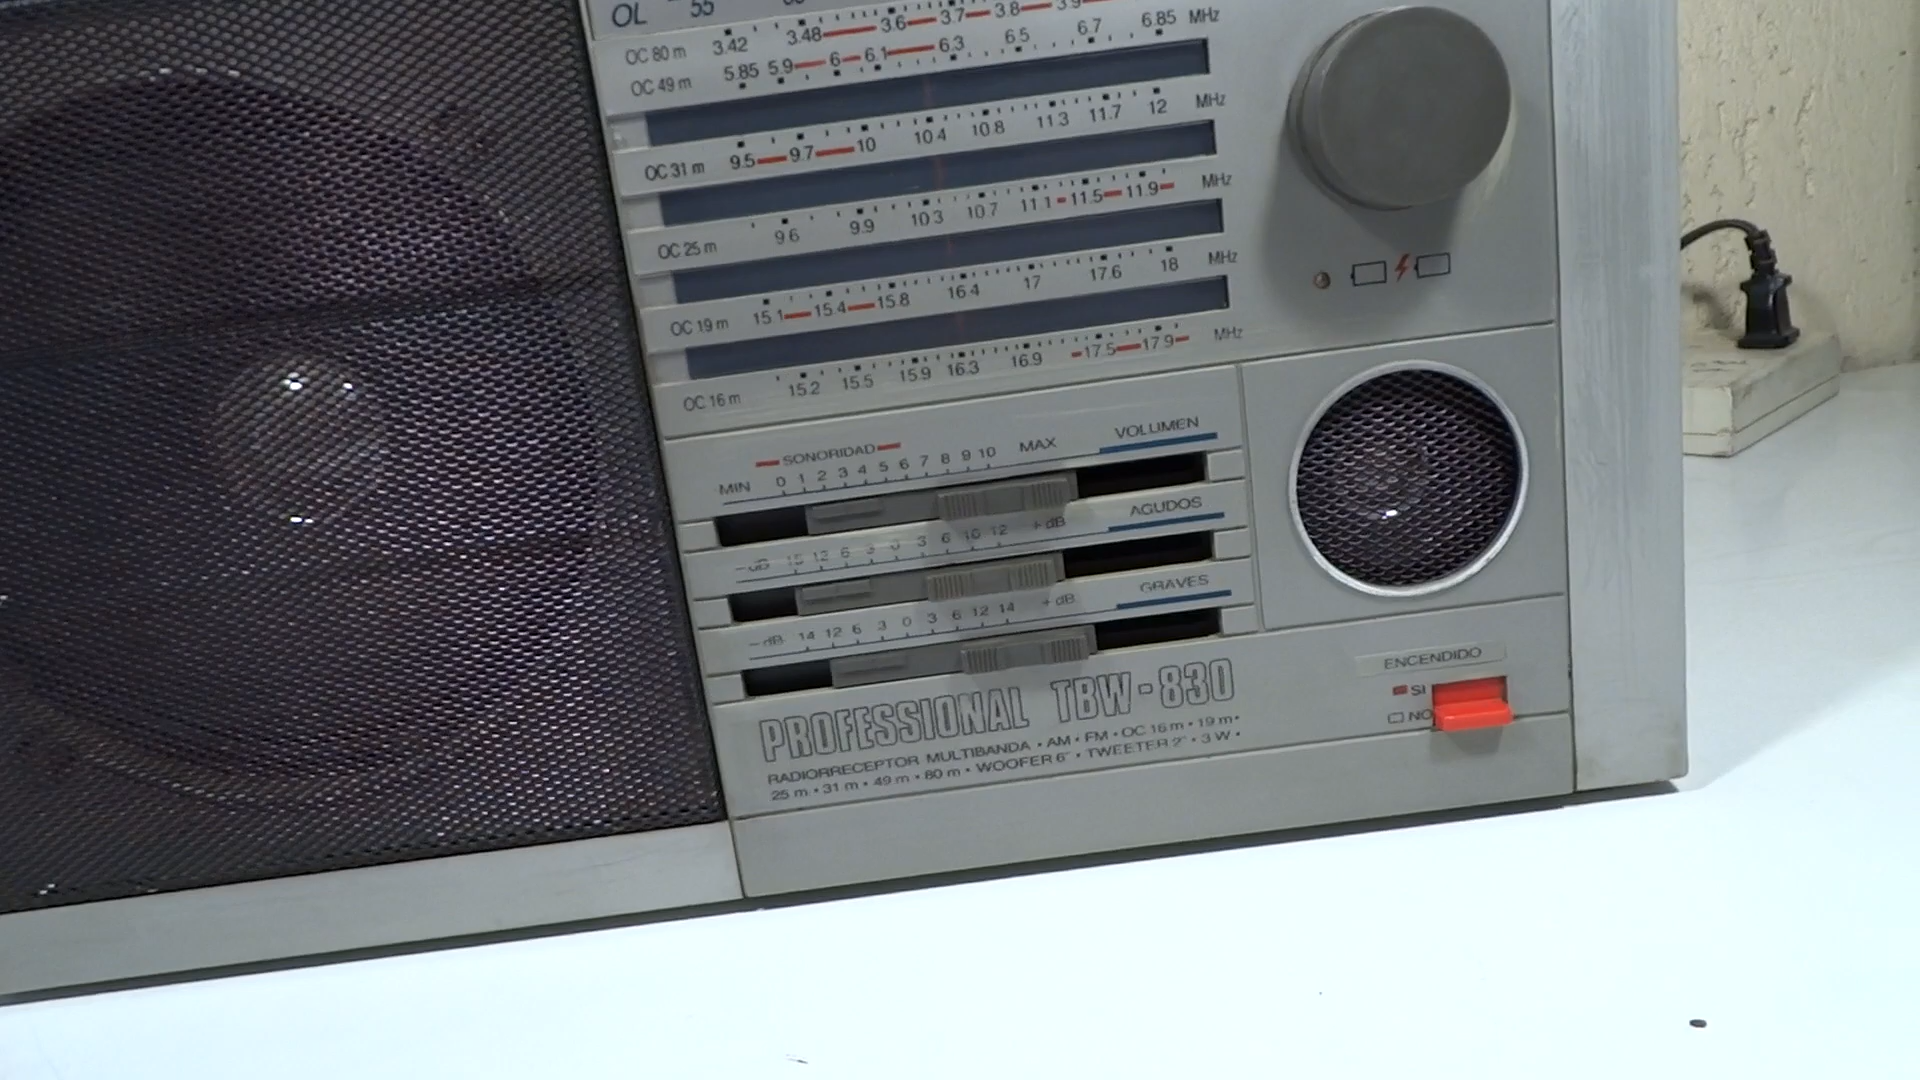 OL 55
OC 80 m 3.42 3.48 3.6 3.7 3.8 3.9 MHz
OC 49 m 5.85 5.9 6 6.1 6.3 6.5 6.7 6.85
OC 31 m 9.5 9.7 10 10.4 10.8 11.3 11.7 12 MHz
OC 25 m 9.6 9.9 10.3 10.7 11.1 11.5 11.9 MHz
OC 19 m 15.1 15.4 15.8 16.4 17 17.6 18 MHz
OC 16 m 15.2 15.5 15.9 16.3 16.9 17.5 17.9 MHz
SONORIDAD VOLUMEN
MIN 0 1 2 3 4 5 6 7 8 9 10 MAX
AGUDOS
-dB 15 12 6 3 0 3 6 10 12 +dB
GRAVES
-dB 14 12 6 3 0 3 6 12 14 +dB
ENCENDIDO
SI
NO
PROFESSIONAL TBW-830
RADIORRECEPTOR MULTIBANDA • AM • FM • OC 16 m • 19 m •
25 m • 31 m • 49 m • 80 m • WOOFER 6" • TWEETER 2" • 3 W •